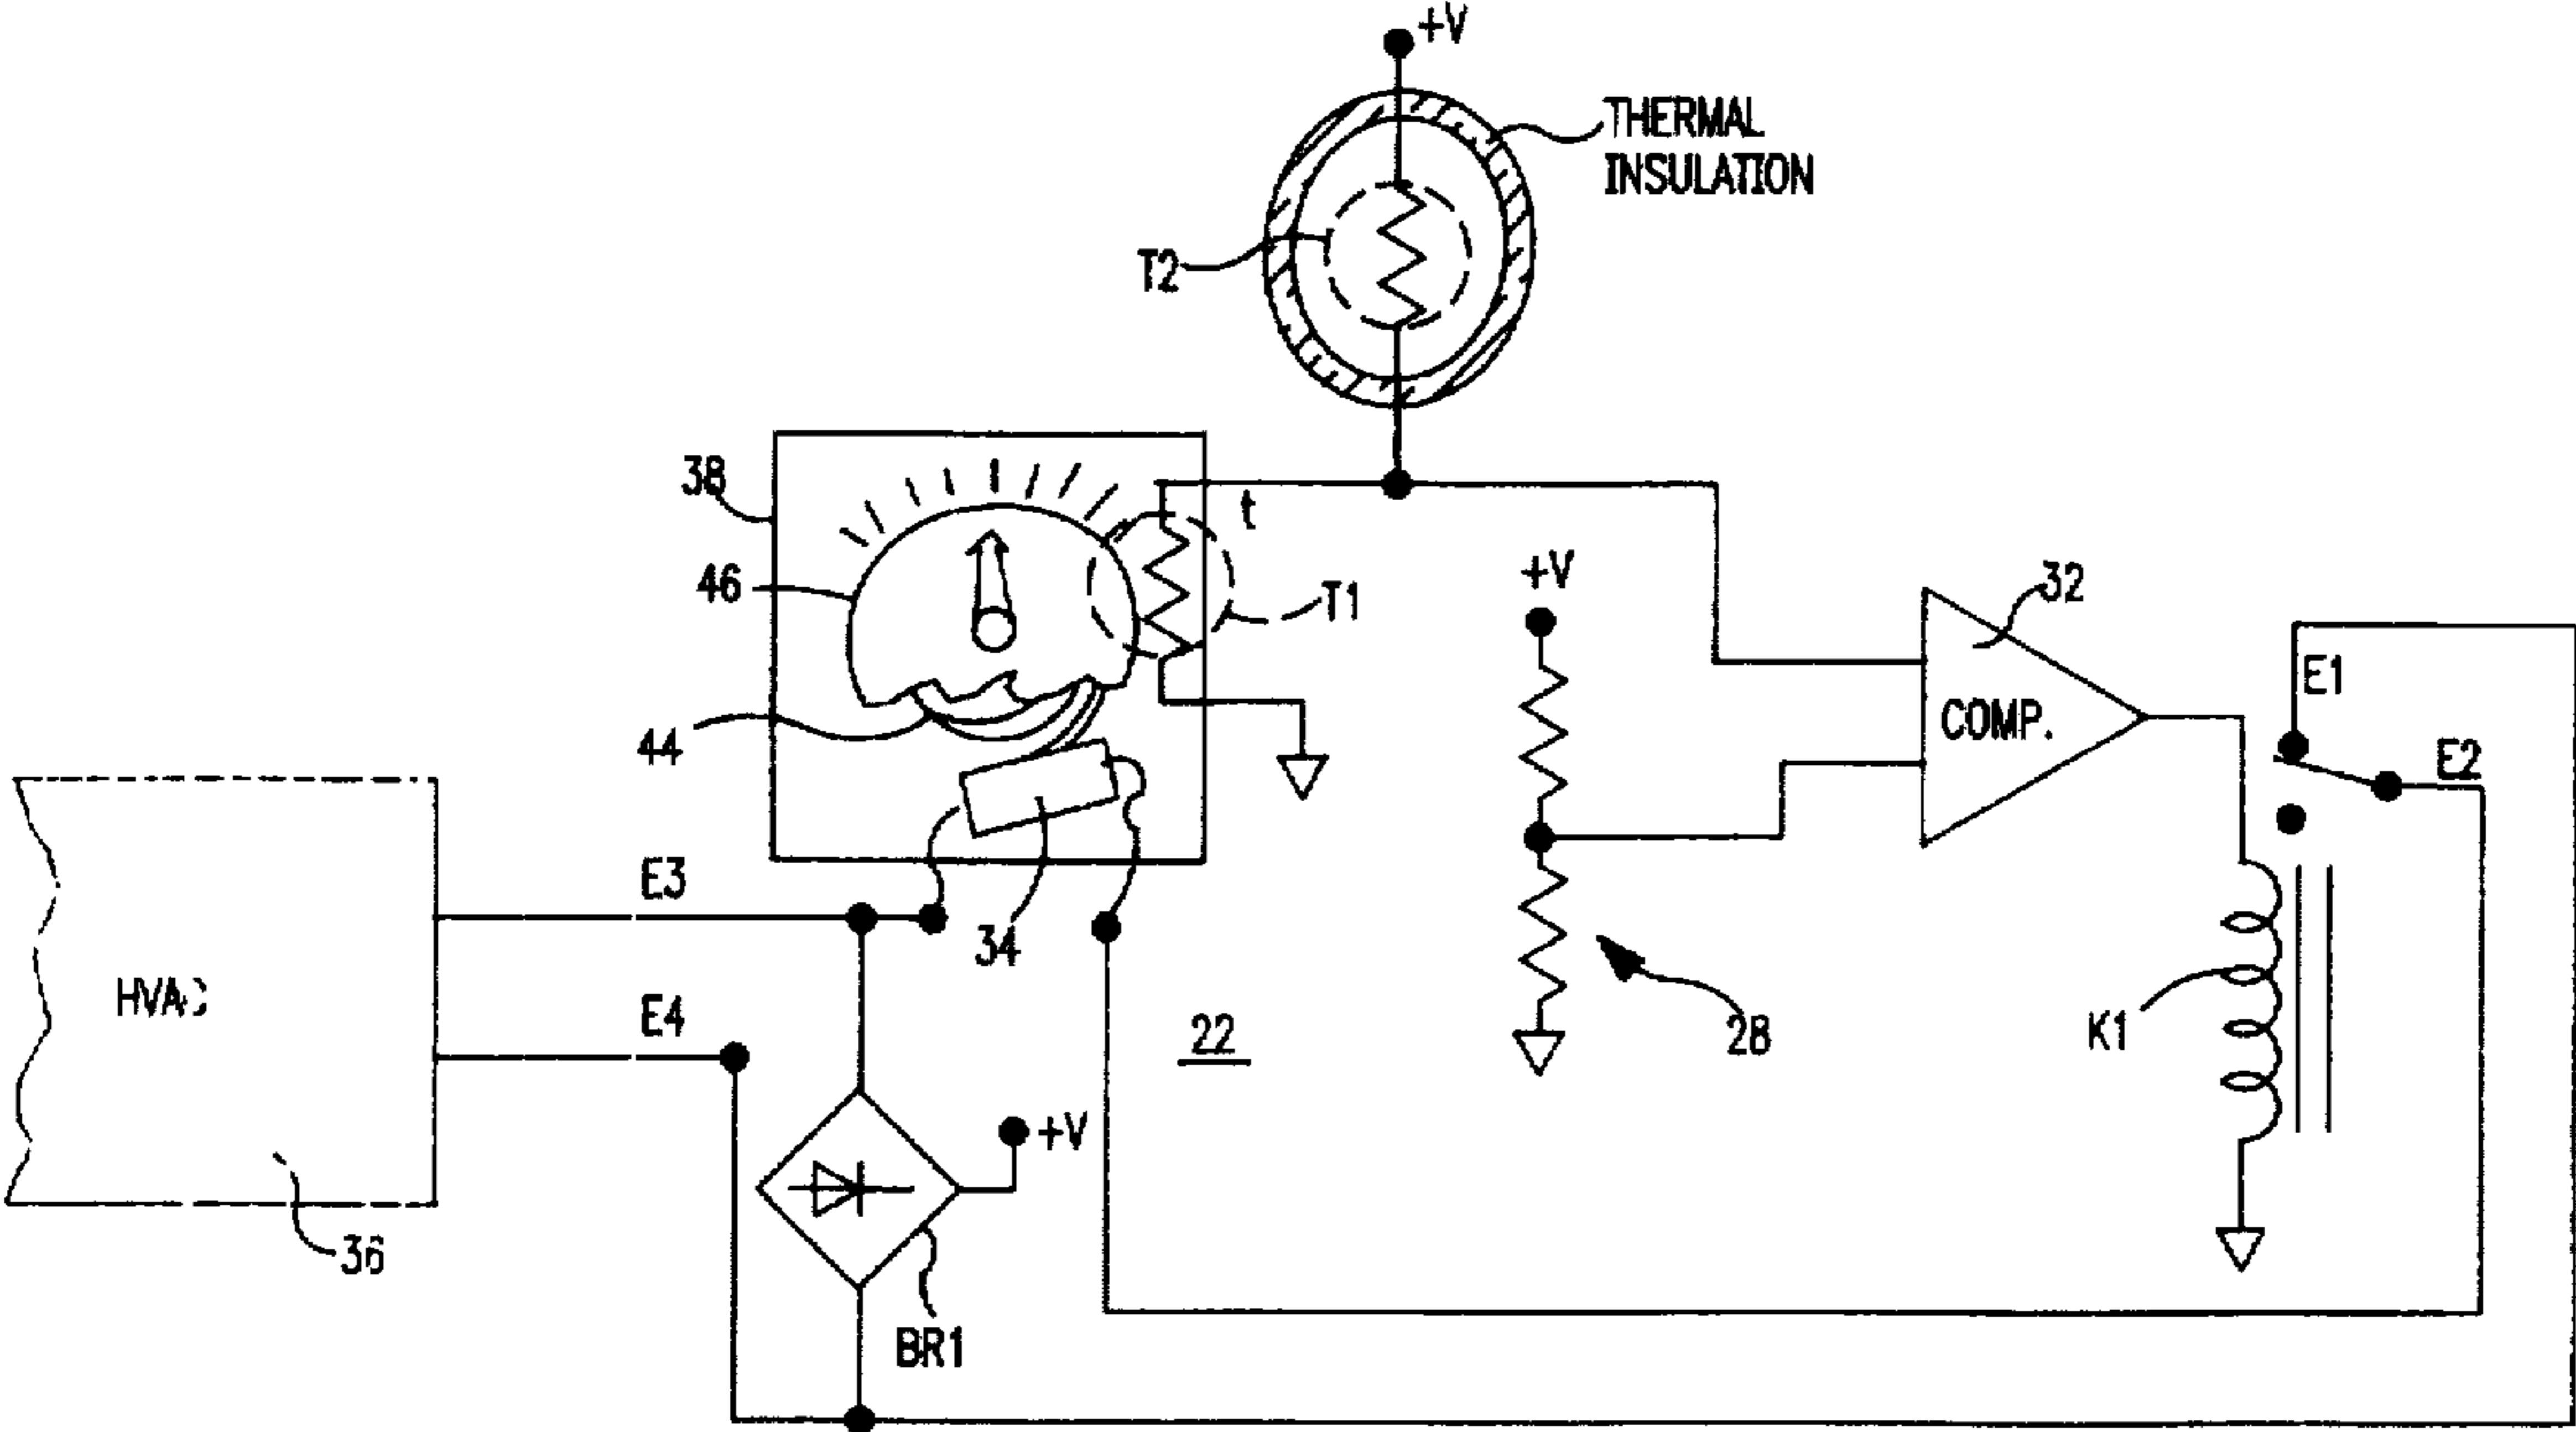 +V
THERMAL
INSULATION
T2
38
t
46
T1
+V
32
E1
COMP.
44
E2
E3
34
HVAC
E4
22
28
K1
+V
36
BR1